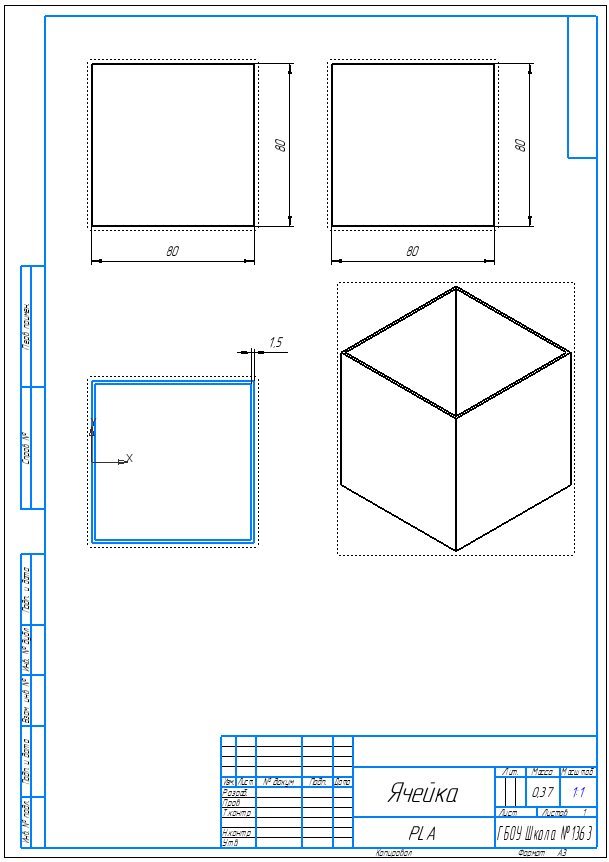 80
80
80
80
1,5
Y
X
Перв. примен.
Справ. №
Подп. и дата
Инв. № дубл.
Взам. инв. №
Подп. и дата
Инв. № подл.
Изм. Лист № докум. Подп. Дата
Разраб.
Пров.
Т.контр.
Н.контр.
Утв.
Ячейка
PLA
Лит. Масса Масштаб
0,37 1:1
Лист Листов 1
ГБОУ Школа №1363
Копировал Формат А3